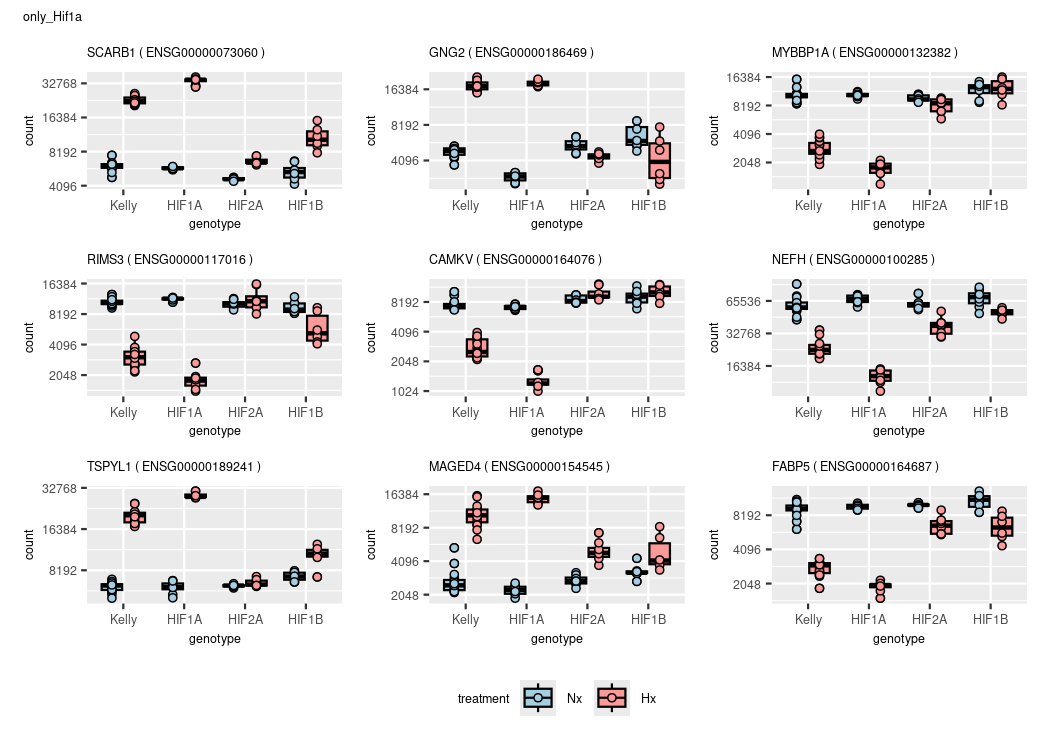 only_Hif1a
SCARB1 ( ENSG00000073060 )
GNG2 ( ENSG00000186469 )
MYBBP1A ( ENSG00000132382 )
count
32768
16384
8192
4096
Kelly HIF1A HIF2A HIF1B
genotype
count
16384
8192
4096
Kelly HIF1A HIF2A HIF1B
genotype
count
16384
8192
4096
2048
Kelly HIF1A HIF2A HIF1B
genotype
RIMS3 ( ENSG00000117016 )
CAMKV ( ENSG00000164076 )
NEFH ( ENSG00000100285 )
count
16384
8192
4096
2048
Kelly HIF1A HIF2A HIF1B
genotype
count
8192
4096
2048
1024
Kelly HIF1A HIF2A HIF1B
genotype
count
65536
32768
16384
Kelly HIF1A HIF2A HIF1B
genotype
TSPYL1 ( ENSG00000189241 )
MAGED4 ( ENSG00000154545 )
FABP5 ( ENSG00000164687 )
count
32768
16384
8192
Kelly HIF1A HIF2A HIF1B
genotype
count
16384
8192
4096
2048
Kelly HIF1A HIF2A HIF1B
genotype
count
8192
4096
2048
Kelly HIF1A HIF2A HIF1B
genotype
treatment Nx Hx